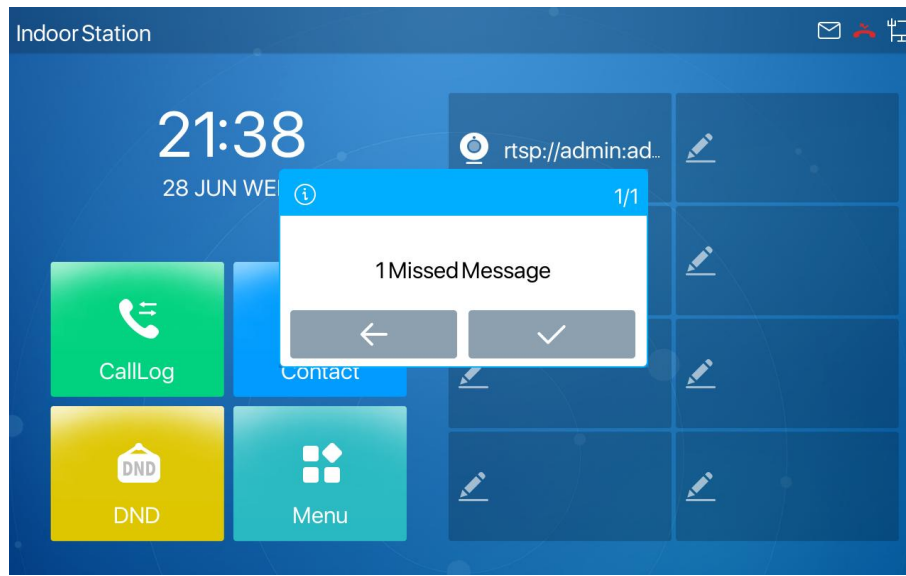 Indoor Station
21:38
28 JUN WE
rtsp://admin:ad...
1/1
1 Missed Message
CallLog
Contact
DND
DND
Menu